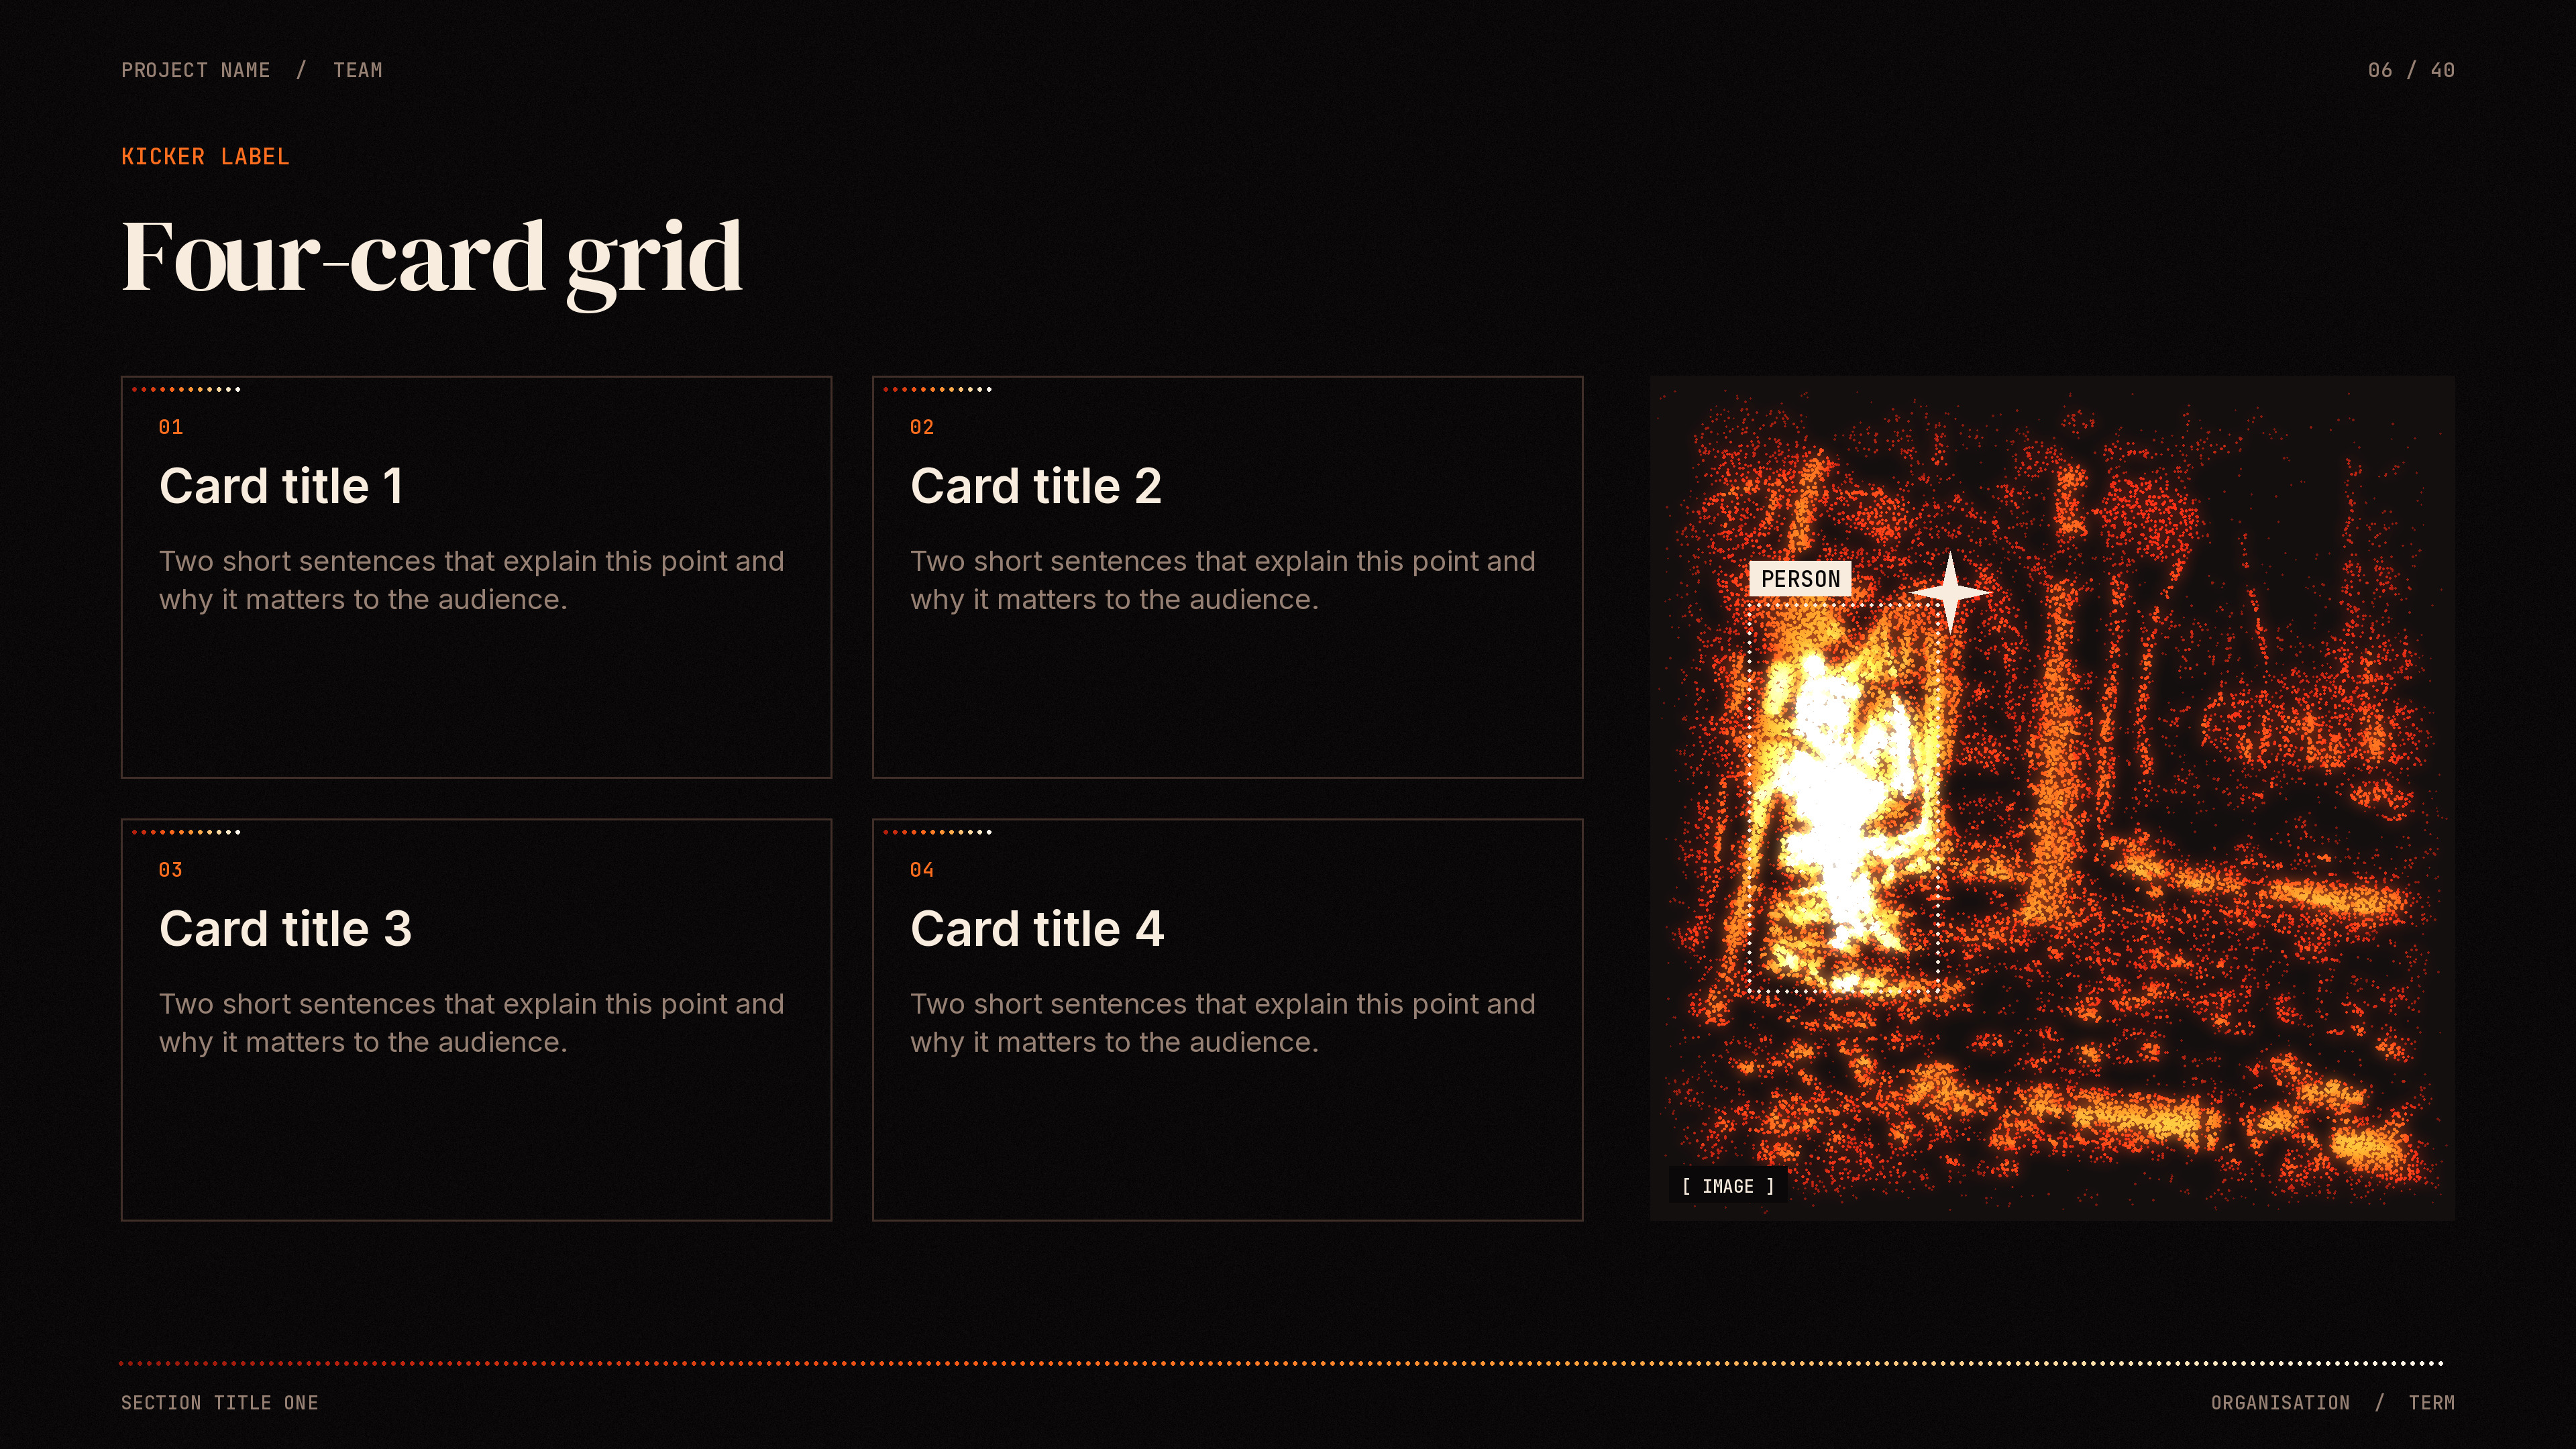 PROJECT NAME / TEAM
06 / 40
KICKER LABEL
Four-card grid
01
Card title 1
Two short sentences that explain this point and
why it matters to the audience.
02
Card title 2
Two short sentences that explain this point and
why it matters to the audience.
03
Card title 3
Two short sentences that explain this point and
why it matters to the audience.
04
Card title 4
Two short sentences that explain this point and
why it matters to the audience.
PERSON
[ IMAGE ]
SECTION TITLE ONE
ORGANISATION / TERM